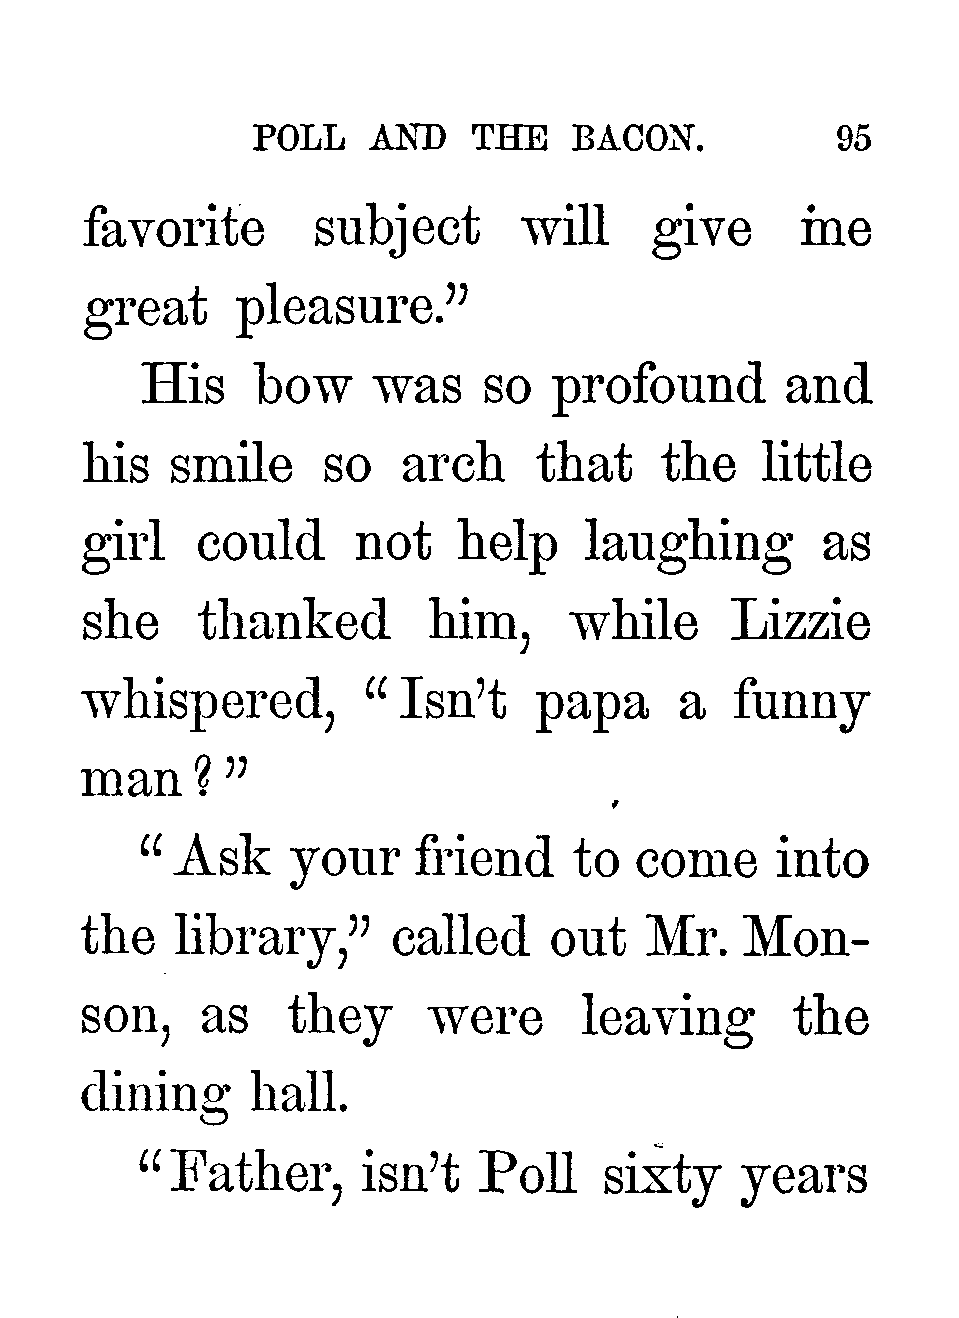 POLL AND THE BACON. 95
favorite subject will give me
great pleasure.”
His bow was so profound and
his smile so arch that the little
girl could not help laughing as
she thanked him, while Lizzie
whispered, “Isn’t papa a funny
man?”
“Ask your friend to come into
the library,” called out Mr. Mon-
son, as they were leaving the
dining hall.
“Father, isn’t Poll sixty years